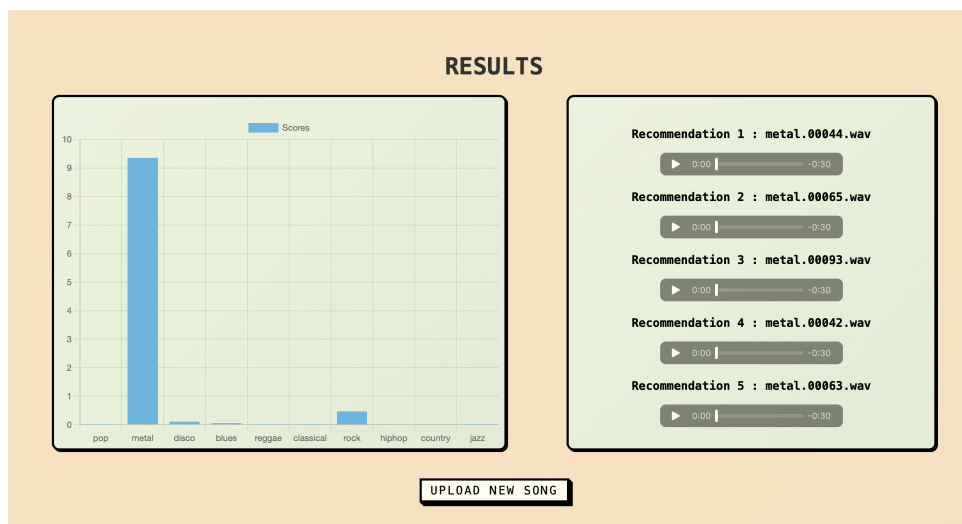 RESULTS
Scores
10
9
8
7
6
5
4
3
2
1
0
pop metal disco blues reggae classical rock hiphop country jazz
Recommendation 1 : metal.00044.wav
0:00 -0:30
Recommendation 2 : metal.00065.wav
0:00 -0:30
Recommendation 3 : metal.00093.wav
0:00 -0:30
Recommendation 4 : metal.00042.wav
0:00 -0:30
Recommendation 5 : metal.00063.wav
0:00 -0:30
UPLOAD NEW SONG